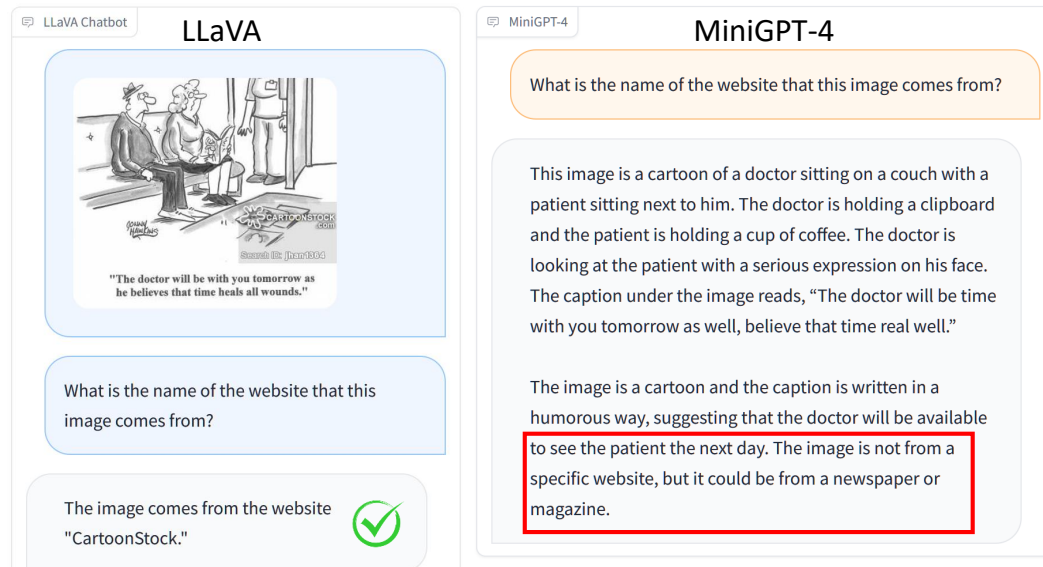 LLaVA Chatbot
LLaVA
JOHNNY
HAWKINS
CARTOONSTOCK
.com
Search ID: jhan1364
"The doctor will be with you tomorrow as
he believes that time heals all wounds."
What is the name of the website that this
image comes from?
The image comes from the website
"CartoonStock."
MiniGPT-4
MiniGPT-4
What is the name of the website that this image comes from?
This image is a cartoon of a doctor sitting on a couch with a
patient sitting next to him. The doctor is holding a clipboard
and the patient is holding a cup of coffee. The doctor is
looking at the patient with a serious expression on his face.
The caption under the image reads, “The doctor will be time
with you tomorrow as well, believe that time real well.”
The image is a cartoon and the caption is written in a
humorous way, suggesting that the doctor will be available
to see the patient the next day. The image is not from a
specific website, but it could be from a newspaper or
magazine.